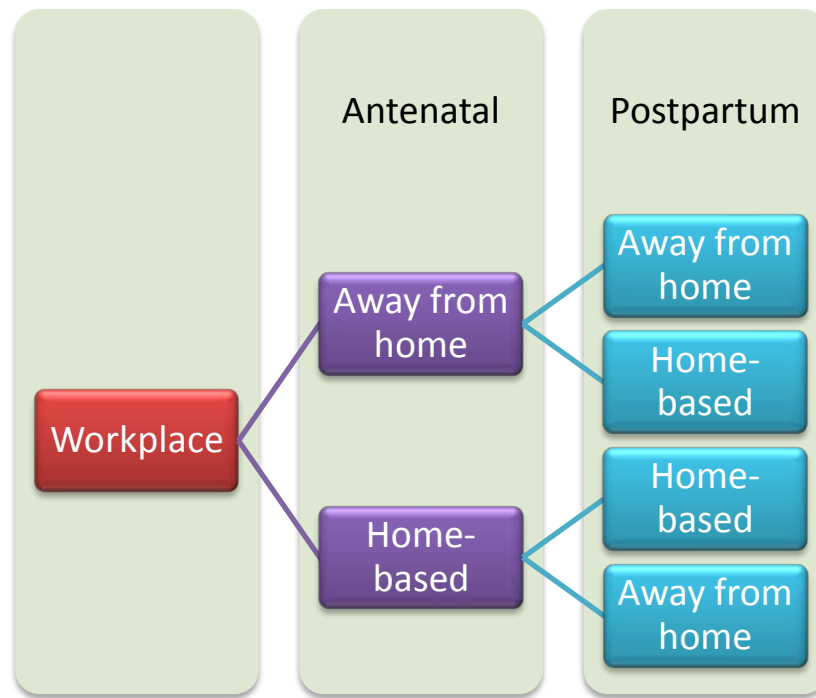 Antenatal
Postpartum
Workplace
Away from
home
Home-
based
Away from
home
Home-
based
Home-
based
Away from
home